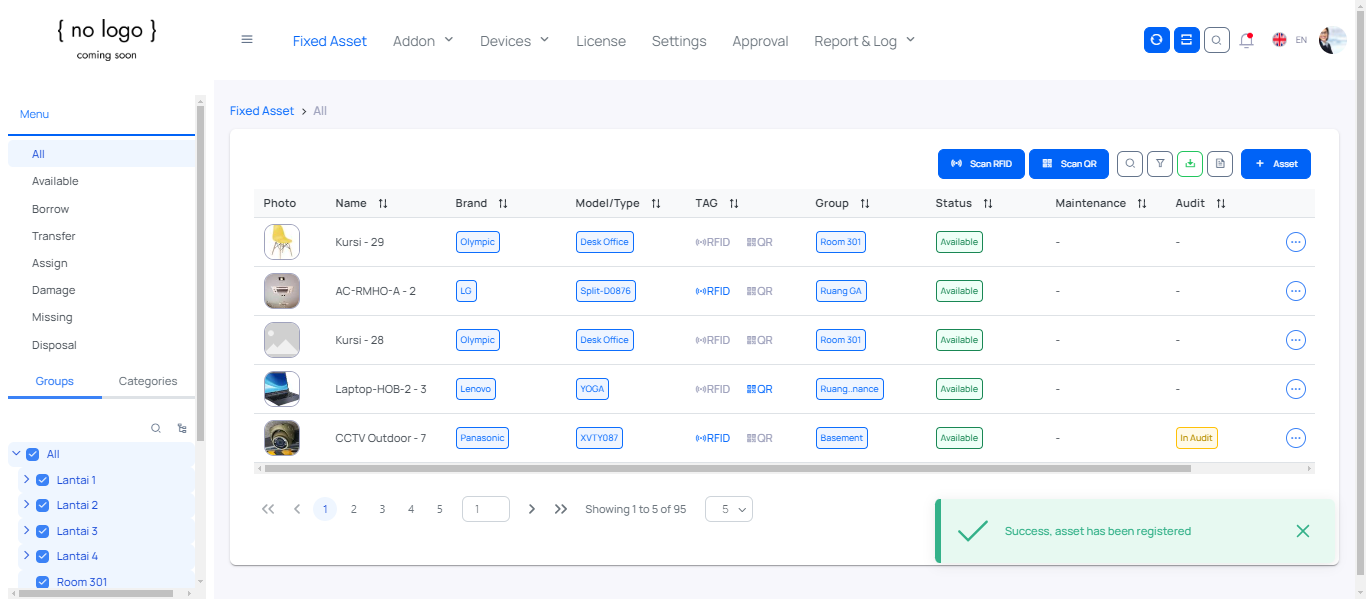 { no logo }
coming soon
Fixed Asset Addon Devices License Settings Approval Report & Log EN
Menu
All
Available
Borrow
Transfer
Assign
Damage
Missing
Disposal
Groups Categories
All
Lantai 1
Lantai 2
Lantai 3
Lantai 4
Room 301
Fixed Asset > All
Scan RFID Scan QR + Asset
Photo Name Brand Model/Type TAG Group Status Maintenance Audit
Kursi - 29 Olympic Desk Office RFID QR Room 301 Available - -
AC-RMHO-A - 2 LG Split-D0876 RFID QR Ruang GA Available - -
Kursi - 28 Olympic Desk Office RFID QR Room 301 Available - -
Laptop-HOB-2 - 3 Lenovo YOGA RFID QR Ruang..nance Available - -
CCTV Outdoor - 7 Panasonic XVTY087 RFID QR Basement Available - In Audit
1 2 3 4 5 1 Showing 1 to 5 of 95 5
Success, asset has been registered